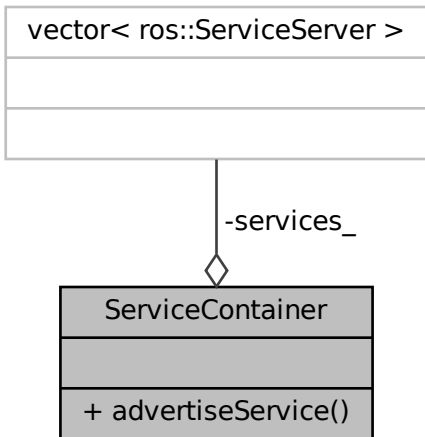 vector< ros::ServiceServer >
-services_
ServiceContainer
+ advertiseService()